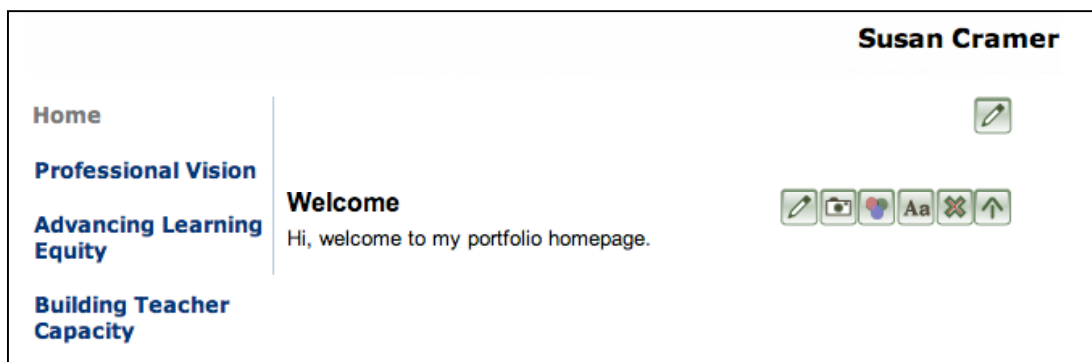 Susan Cramer
Home
Professional Vision
Advancing Learning
Equity
Building Teacher
Capacity
Welcome
Aa
Hi, welcome to my portfolio homepage.